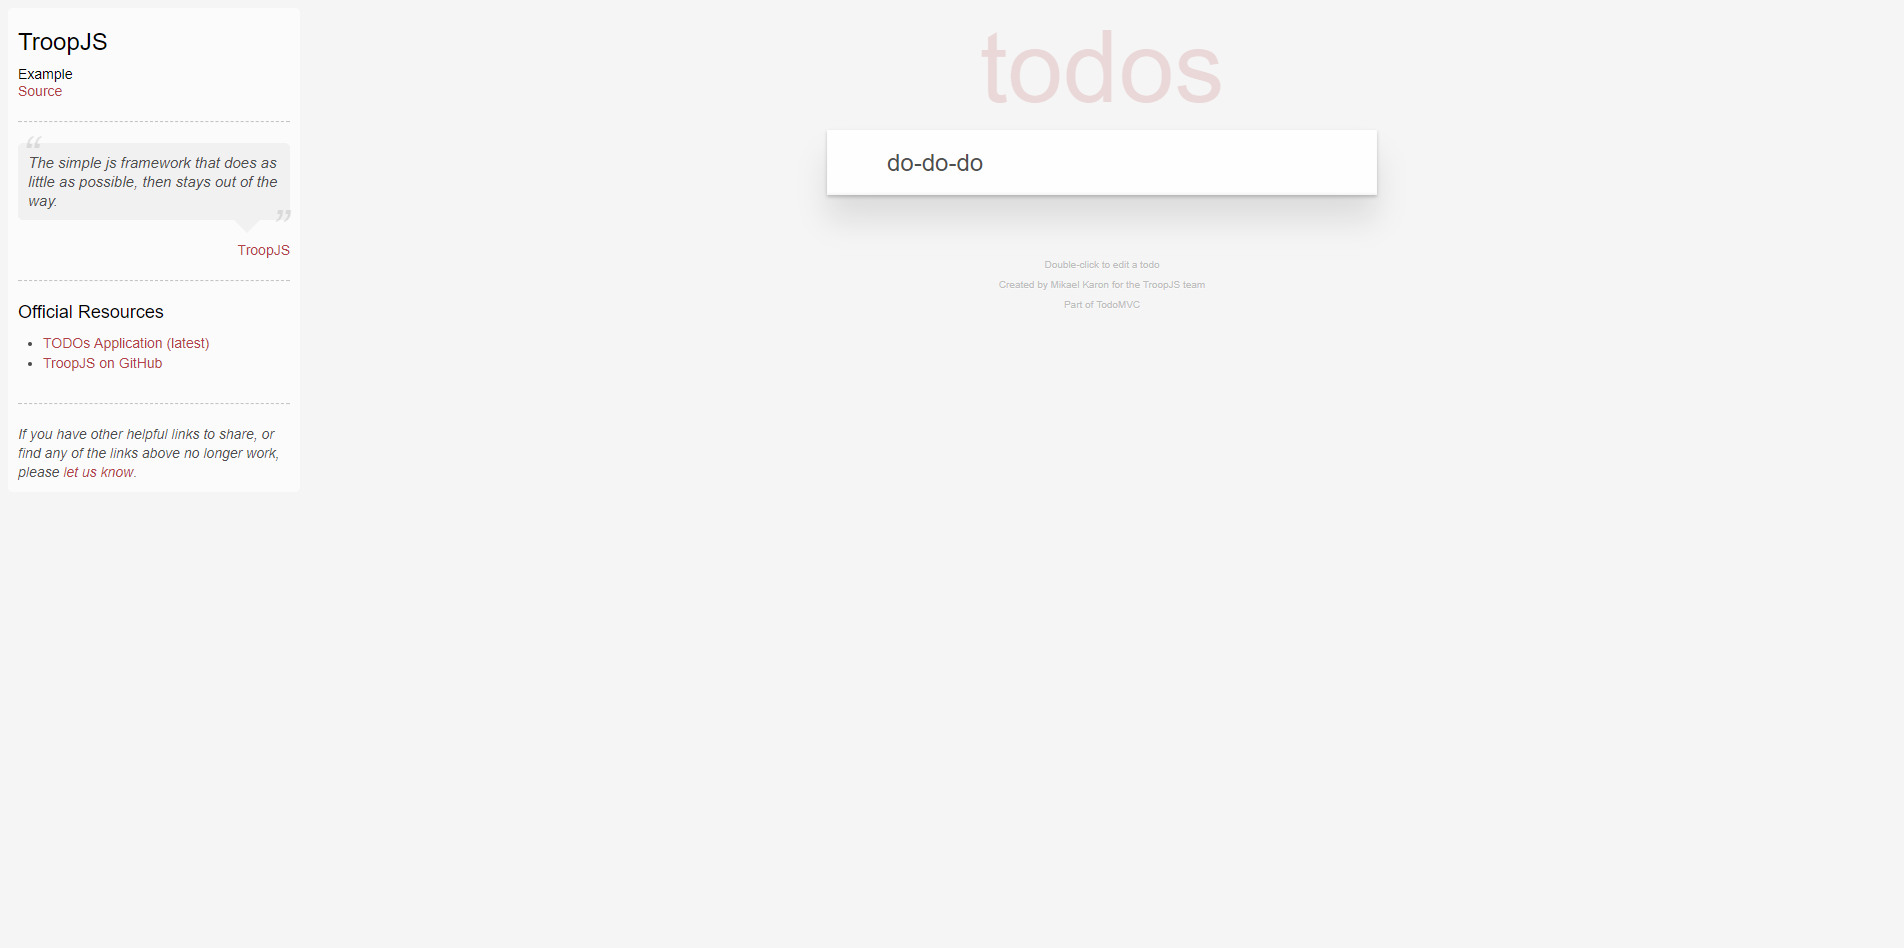 TroopJS
Example
Source
“
The simple js framework that does as
little as possible, then stays out of the
way.
”
TroopJS
Official Resources
• TODOs Application (latest)
• TroopJS on GitHub
If you have other helpful links to share, or
find any of the links above no longer work,
please let us know.
todos
do-do-do
Double-click to edit a todo
Created by Mikael Karon for the TroopJS team
Part of TodoMVC